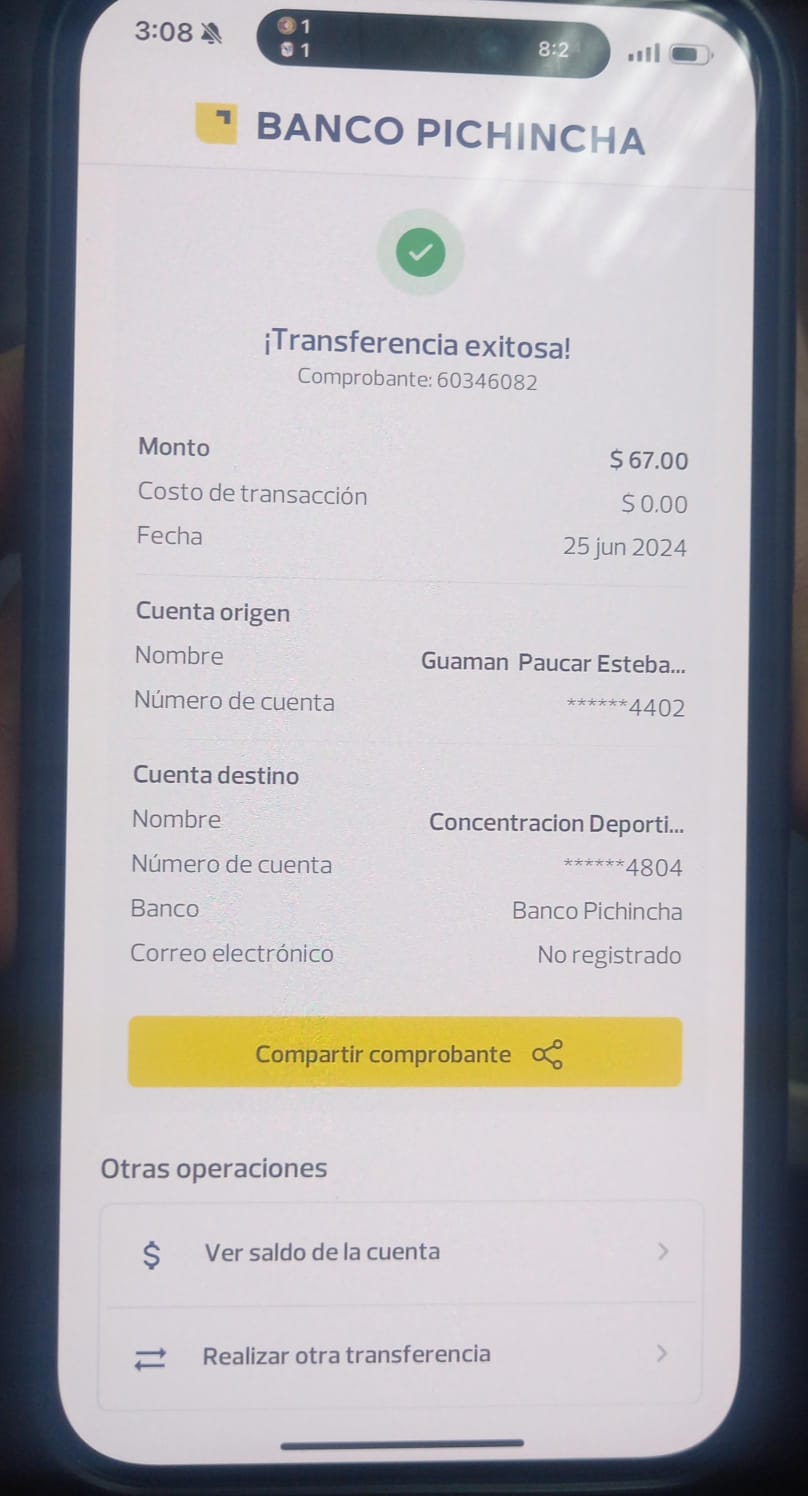 3:08
1
1
8:2
BANCO PICHINCHA
¡Transferencia exitosa!
Comprobante: 60346082
Monto $ 67.00
Costo de transacción $ 0.00
Fecha 25 jun 2024
Cuenta origen
Nombre Guaman Paucar Esteba...
Número de cuenta ******4402
Cuenta destino
Nombre Concentracion Deporti...
Número de cuenta ******4804
Banco Banco Pichincha
Correo electrónico No registrado
Compartir comprobante
Otras operaciones
$ Ver saldo de la cuenta
Realizar otra transferencia